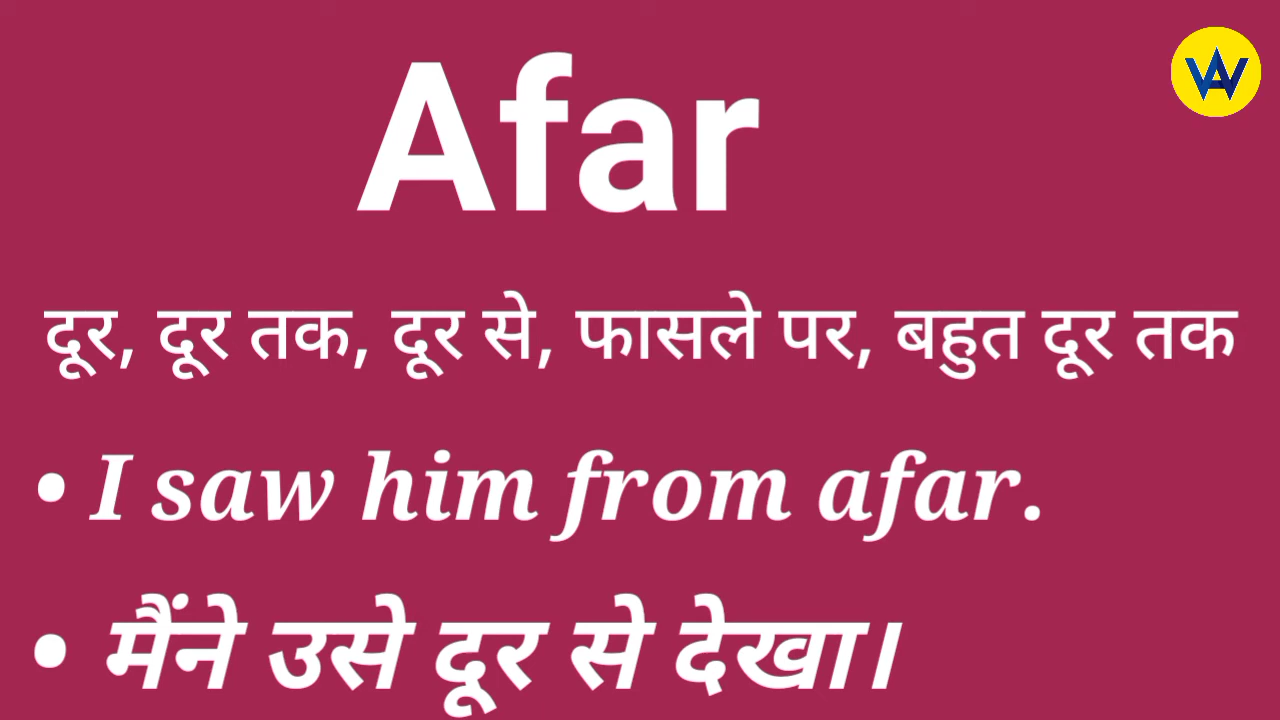 Afar
दूर, दूर तक, दूर से, फासले पर, बहुत दूर तक
• I saw him from afar.
• मैंने उसे दूर से देखा।